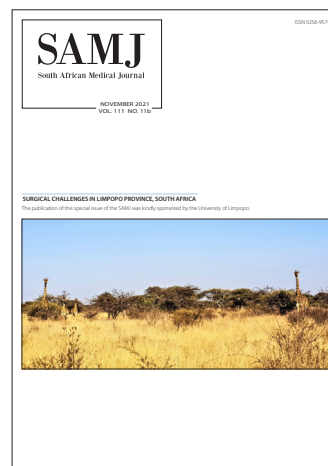 ISSN 0256-957
SAMJ
South African Medical Journal
NOVEMBER 2021
VOL. 111 NO. 11b
SURGICAL CHALLENGES IN LIMPOPO PROVINCE, SOUTH AFRICA
The publication of this special issue of the SAMJ was kindly sponsored by the University of Limpopo.